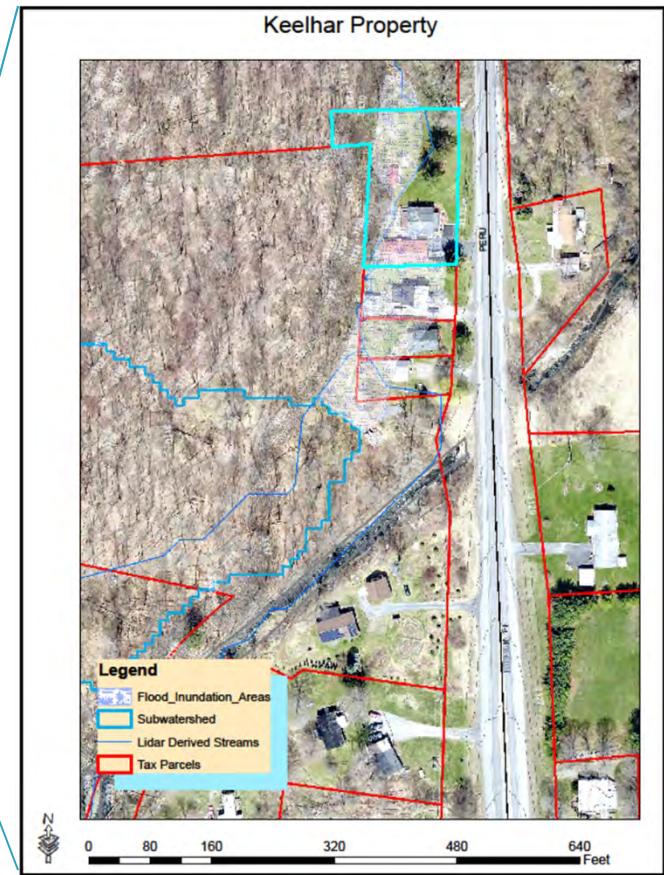 Keelhar Property
PERU
Legend
Flood_Inundation_Areas
Subwatershed
Lidar Derived Streams
Tax Parcels
N
0 80 160 320 480 640
Feet